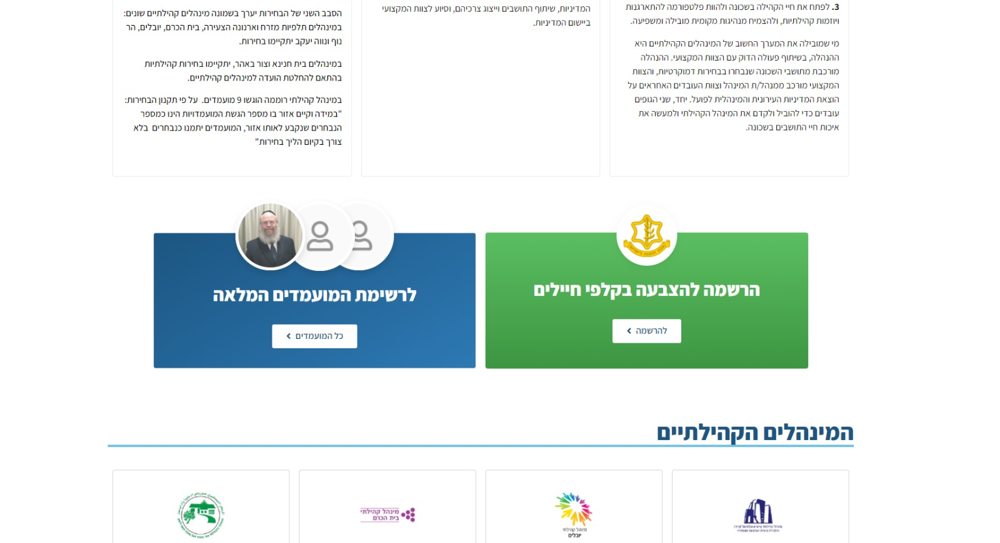 3. לפתח את חיי הקהילה בשכונה ולהוות פלטפורמה להתארגנות
ויוזמות קהילתיות, ולהצמיח מנהיגות מקומית מובילה ומשפיעה.
מי שמובילה את המערך החשוב של המינהלים הקהילתיים היא
ההנהלה, בשיתוף פעולה הדוק עם הצוות המקצועי. ההנהלה
מורכבת מתושבי השכונה שנבחרו בבחירות דמוקרטיות, והצוות
המקצועי מורכב ממנהל/ת המינהל וצוות העובדים האחראים על
הוצאת המדיניות העירונית והמינהלית לפועל. יחד, שני הגופים
עובדים כדי להוביל ולקדם את המינהל הקהילתי ולמעשה את
איכות חיי התושבים בשכונה.
המדיניות, שיתוף התושבים וייצוג צרכיהם, וסיוע לצוות המקצועי
ביישום המדיניות.
הסבב השני של הבחירות יערך בשמונה מינהלים קהילתיים שונים:
במינהלים תלפיות מזרח וארנונה הצעירה, בית הכרם, יובלים, הר
נוף ונווה יעקב יתקיימו בחירות.
במינהלים בית חנינא וצור באהר, יתקיימו בחירות קהילתיות
בהתאם להחלטת הועדה למינהלים קהילתיים.
במינהל קהילתי רוממה הוגשו 9 מועמדים.  על פי תקנון הבחירות:
"במידה וקיים אזור בו מספר הגשת המועמדויות הינו כמספר
הנבחרים שנקבע לאותו אזור, המועמדים יתמנו כנבחרים  בלא
צורך בקיום הליך בחירות"
הרשמה להצבעה בקלפי חיילים
להרשמה
לרשימת המועמדים המלאה
כל המועמדים
המינהלים הקהילתיים
מינהל קהילתי
יובלים
מינהל קהילתי
בית הכרם